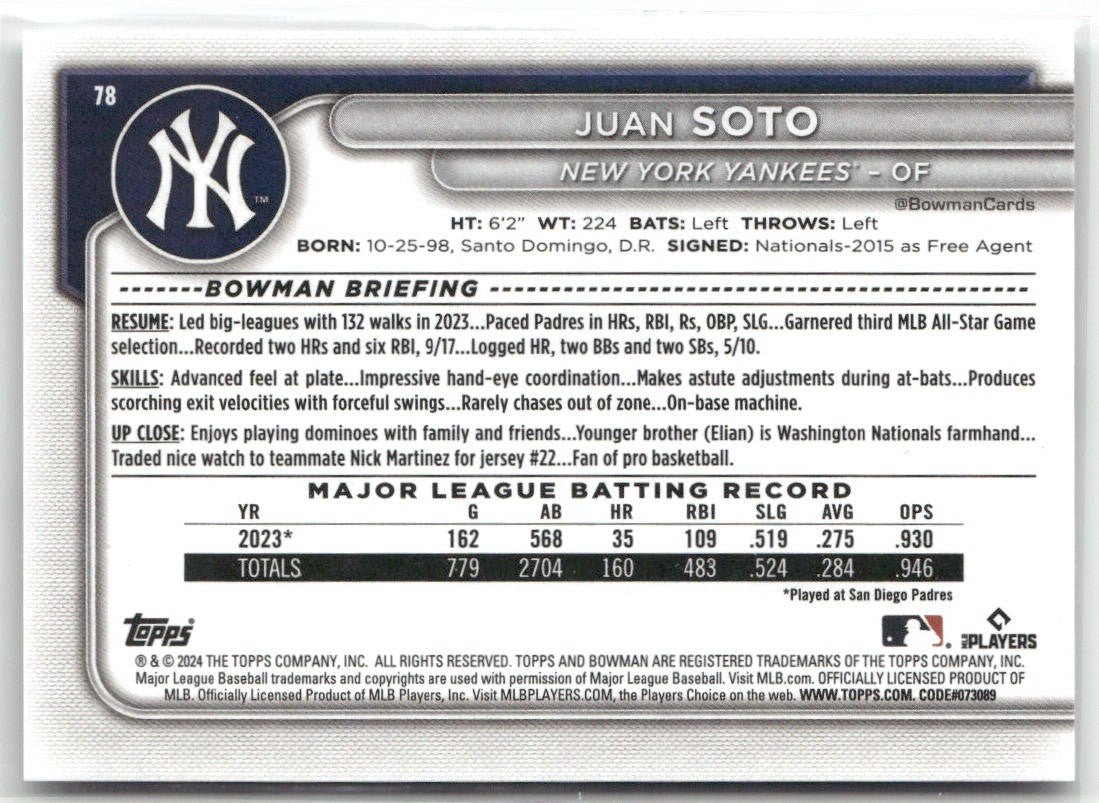 78
NY
TM
JUAN SOTO
NEW YORK YANKEES® – OF
@BowmanCards
HT: 6'2" WT: 224 BATS: Left THROWS: Left
BORN: 10-25-98, Santo Domingo, D.R. SIGNED: Nationals-2015 as Free Agent
BOWMAN BRIEFING
RESUME: Led big-leagues with 132 walks in 2023...Paced Padres in HRs, RBI, Rs, OBP, SLG...Garnered third MLB All-Star Game
selection...Recorded two HRs and six RBI, 9/17...Logged HR, two BBs and two SBs, 5/10.
SKILLS: Advanced feel at plate...Impressive hand-eye coordination...Makes astute adjustments during at-bats...Produces
scorching exit velocities with forceful swings...Rarely chases out of zone...On-base machine.
UP CLOSE: Enjoys playing dominoes with family and friends...Younger brother (Elian) is Washington Nationals farmhand...
Traded nice watch to teammate Nick Martinez for jersey #22...Fan of pro basketball.
MAJOR LEAGUE BATTING RECORD
YR G AB HR RBI SLG AVG OPS
2023* 162 568 35 109 .519 .275 .930
TOTALS 779 2704 160 483 .524 .284 .946
*Played at San Diego Padres
Topps®
MLB PLAYERS
® & © 2024 THE TOPPS COMPANY, INC. ALL RIGHTS RESERVED. TOPPS AND BOWMAN ARE REGISTERED TRADEMARKS OF THE TOPPS COMPANY, INC.
Major League Baseball trademarks and copyrights are used with permission of Major League Baseball. Visit MLB.com. OFFICIALLY LICENSED PRODUCT OF
MLB. Officially Licensed Product of MLB Players, Inc. Visit MLBPLAYERS.COM, the Players Choice on the web. WWW.TOPPS.COM. CODE#073089